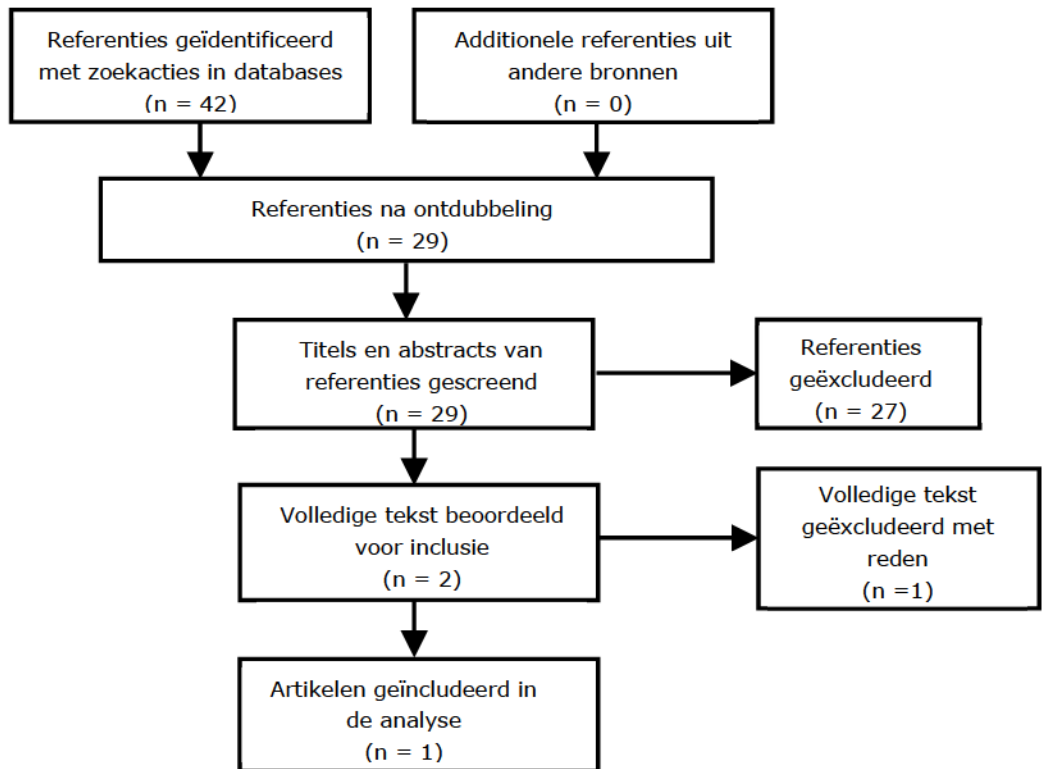 Referenties geïdentificeerd
met zoekacties in databases
(n = 42)
Additionele referenties uit
andere bronnen
(n = 0)
Referenties na ontdubbeling
(n = 29)
Titels en abstracts van
referenties gescreend
(n = 29)
Referenties
geëxcludeerd
(n = 27)
Volledige tekst beoordeeld
voor inclusie
(n = 2)
Volledige tekst
geëxcludeerd met
reden
(n =1)
Artikelen geïncludeerd in
de analyse
(n = 1)